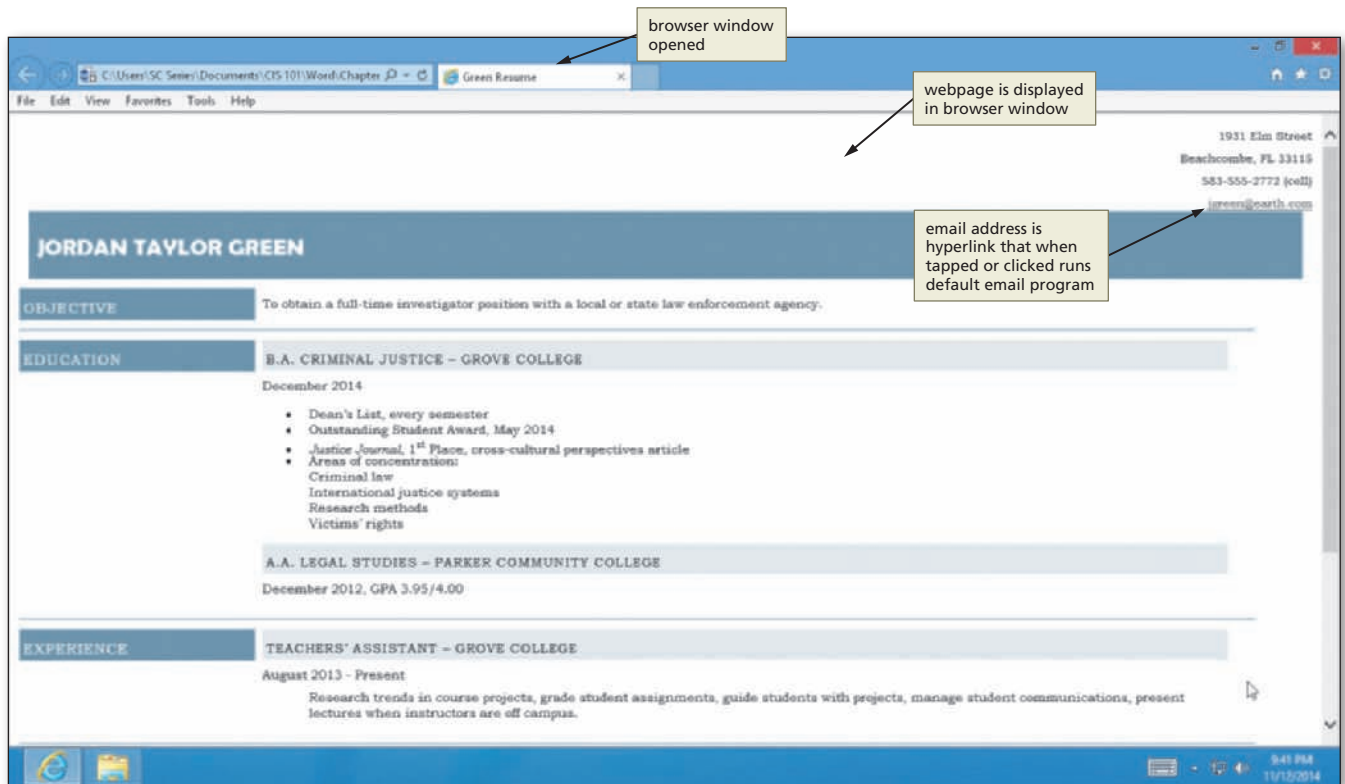 browser window
opened
C:\Users\SC Series\Documents\CIS 101\Word\Chapter
Green Resume
File Edit View Favorites Tools Help
webpage is displayed
in browser window
1931 Elm Street
Beachcombe, FL 33115
583-555-2772 (cell)
jgreen@earth.com
email address is
hyperlink that when
tapped or clicked runs
default email program
JORDAN TAYLOR GREEN
OBJECTIVE
To obtain a full-time investigator position with a local or state law enforcement agency.
EDUCATION
B.A. CRIMINAL JUSTICE – GROVE COLLEGE
December 2014
• Dean's List, every semester
• Outstanding Student Award, May 2014
• Justice Journal, 1st Place, cross-cultural perspectives article
• Areas of concentration:
Criminal law
International justice systems
Research methods
Victims' rights
A.A. LEGAL STUDIES – PARKER COMMUNITY COLLEGE
December 2012, GPA 3.95/4.00
EXPERIENCE
TEACHERS' ASSISTANT – GROVE COLLEGE
August 2013 - Present
Research trends in course projects, grade student assignments, guide students with projects, manage student communications, present
lectures when instructors are off campus.
9:41 PM
11/12/2014